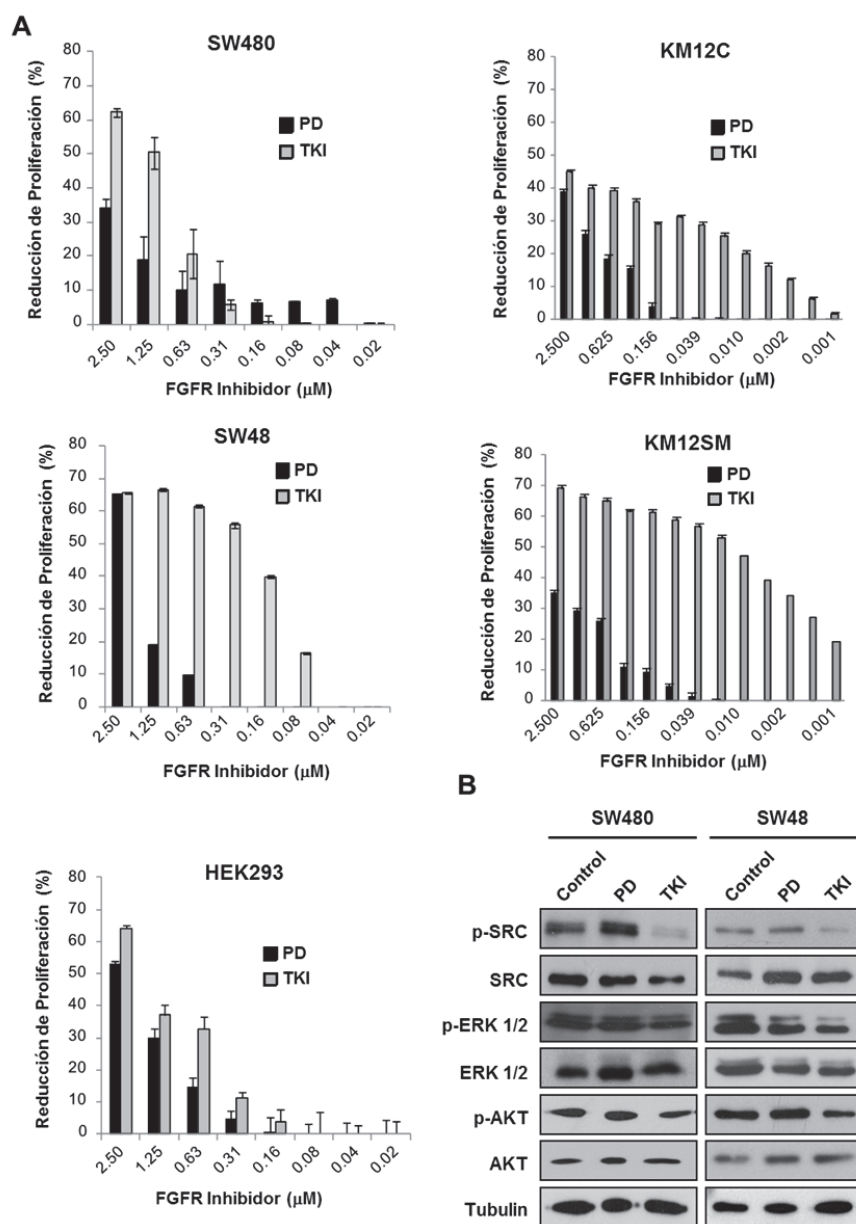 A
SW480
Reducción de Proliferación (%)
80
70
60
50
40
30
20
10
0
PD
TKI
2.50
1.25
0.63
0.31
0.16
0.08
0.04
0.02
FGFR Inhibidor (μM)
KM12C
Reducción de Proliferación (%)
80
70
60
50
40
30
20
10
0
PD
TKI
2.500
0.625
0.156
0.039
0.010
0.002
0.001
FGFR Inhibidor (μM)
SW48
Reducción de Proliferación (%)
80
70
60
50
40
30
20
10
0
PD
TKI
2.50
1.25
0.63
0.31
0.16
0.08
0.04
0.02
FGFR Inhibidor (μM)
KM12SM
Reducción de Proliferación (%)
80
70
60
50
40
30
20
10
0
PD
TKI
2.500
0.625
0.156
0.039
0.010
0.002
0.001
FGFR Inhibidor (μM)
HEK293
Reducción de Proliferación (%)
80
70
60
50
40
30
20
10
0
PD
TKI
2.50
1.25
0.63
0.31
0.16
0.08
0.04
0.02
FGFR Inhibidor (μM)
B
SW480 SW48
Control PD TKI Control PD TKI
p-SRC
SRC
p-ERK 1/2
ERK 1/2
p-AKT
AKT
Tubulin